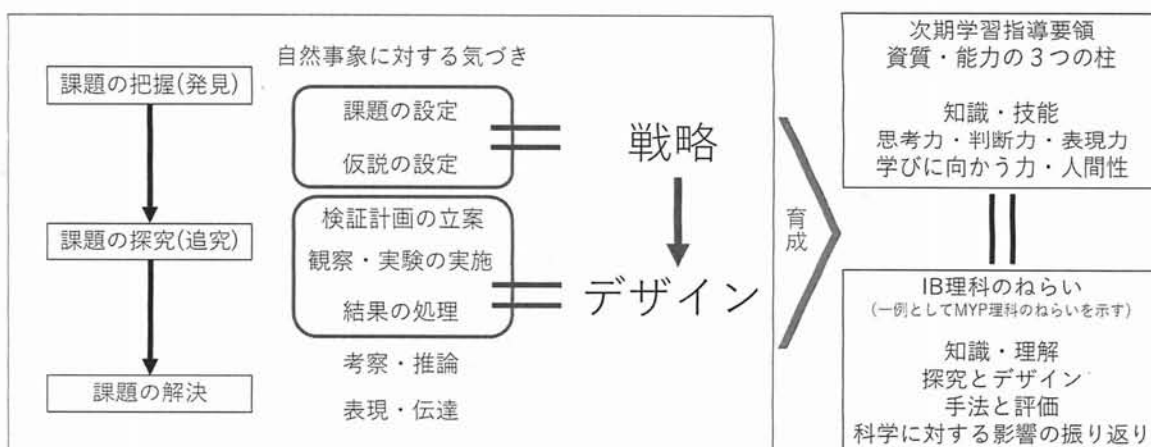 自然事象に対する気づき
課題の把握(発見)
課題の設定
仮説の設定
戦略
検証計画の立案
課題の探究(追究)
観察・実験の実施
結果の処理
デザイン
考察・推論
課題の解決
表現・伝達
育成
次期学習指導要領
資質・能力の3つの柱
知識・技能
思考力・判断力・表現力
学びに向かう力・人間性
IB理科のねらい
(一例としてMYP理科のねらいを示す)
知識・理解
探究とデザイン
手法と評価
科学に対する影響の振り返り